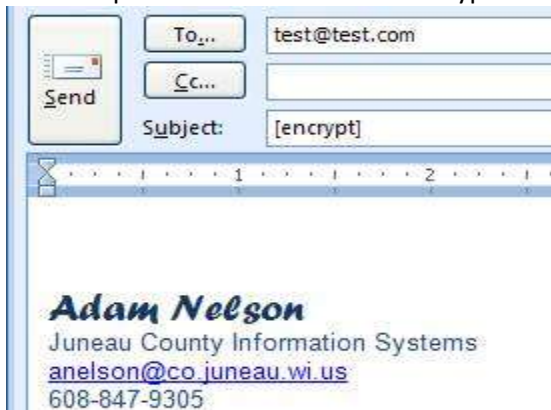 To...
test@test.com
Send
Cc...
Subject:
[encrypt]
1 2
Adam Nelson
Juneau County Information Systems
anelson@co.juneau.wi.us
608-847-9305